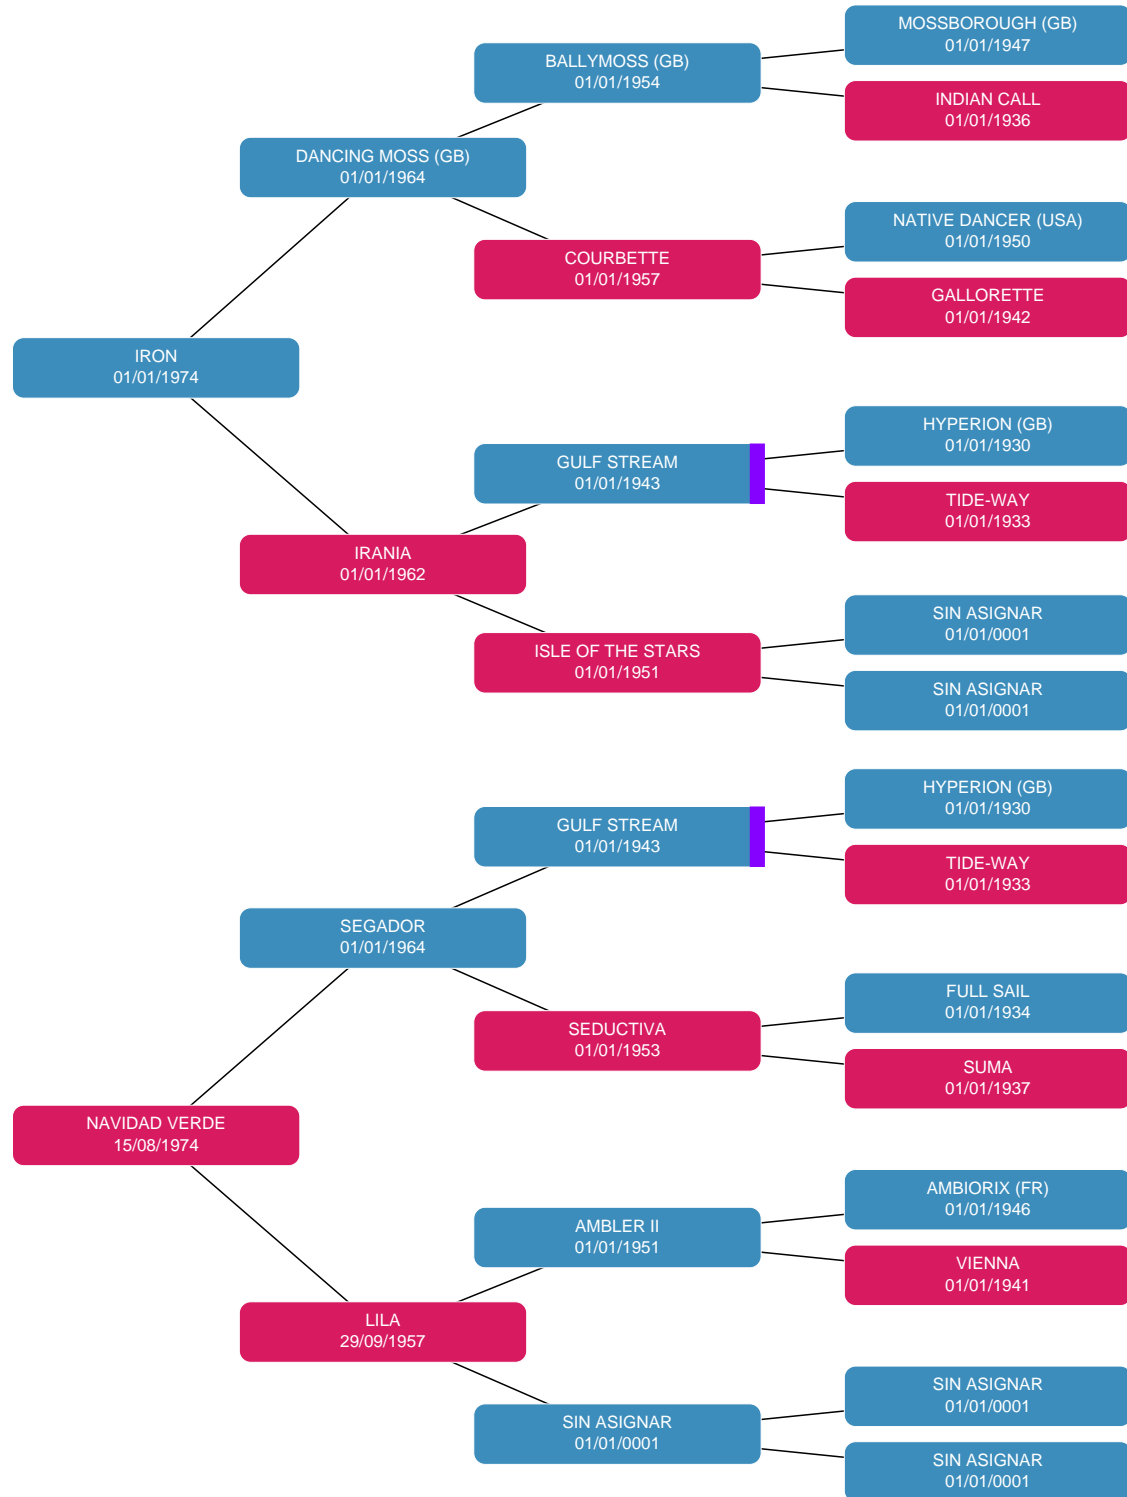 MOSSBOROUGH (GB)
01/01/1947
BALLYMOSS (GB)
01/01/1954
INDIAN CALL
01/01/1936
DANCING MOSS (GB)
01/01/1964
NATIVE DANCER (USA)
01/01/1950
COURBETTE
01/01/1957
GALLORETTE
01/01/1942
IRON
01/01/1974
HYPERION (GB)
01/01/1930
GULF STREAM
01/01/1943
TIDE-WAY
01/01/1933
IRANIA
01/01/1962
SIN ASIGNAR
01/01/0001
ISLE OF THE STARS
01/01/1951
SIN ASIGNAR
01/01/0001
HYPERION (GB)
01/01/1930
GULF STREAM
01/01/1943
TIDE-WAY
01/01/1933
SEGADOR
01/01/1964
FULL SAIL
01/01/1934
SEDUCTIVA
01/01/1953
SUMA
01/01/1937
NAVIDAD VERDE
15/08/1974
AMBIORIX (FR)
01/01/1946
AMBLER II
01/01/1951
VIENNA
01/01/1941
LILA
29/09/1957
SIN ASIGNAR
01/01/0001
SIN ASIGNAR
01/01/0001
SIN ASIGNAR
01/01/0001